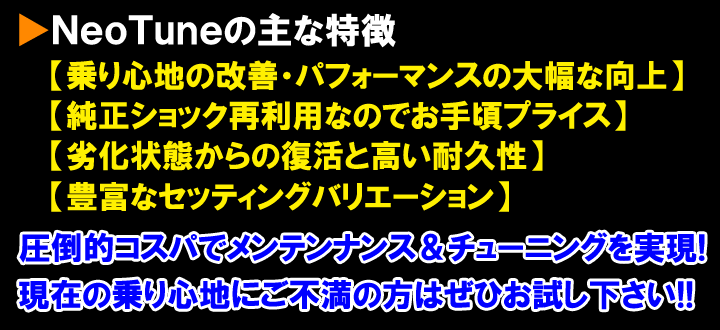 ▶NeoTuneの主な特徴
【乗り心地の改善・パフォーマンスの大幅な向上】
【純正ショック再利用なのでお手頃プライス】
【劣化状態からの復活と高い耐久性】
【豊富なセッティングバリエーション】
圧倒的コスパでメンテンナンス＆チューニングを実現!
現在の乗り心地にご不満の方はぜひお試し下さい!!